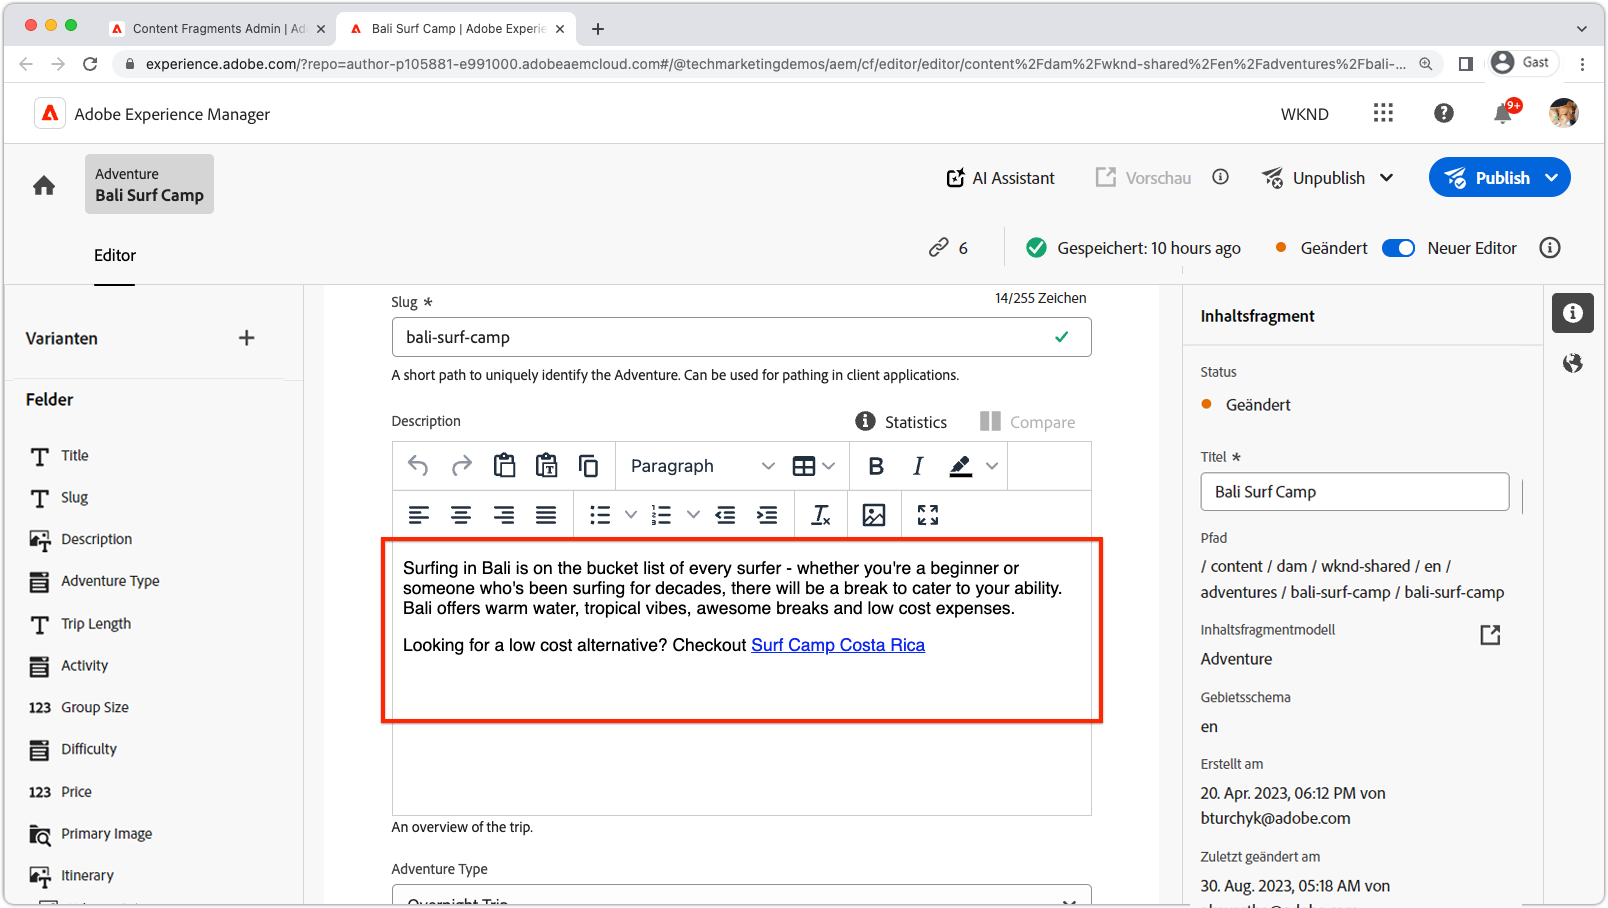 Content Fragments Admin | Ad
Bali Surf Camp | Adobe Experie
experience.adobe.com/?repo=author-p105881-e991000.adobeaemcloud.com#/@techmarketingdemos/aem/cf/editor/editor/content%2Fdam%2Fwknd-shared%2Fen%2Fadventures%2Fbali-...
Gast
Adobe Experience Manager
WKND
9+
Adventure
Bali Surf Camp
AI Assistant
Vorschau
Unpublish
Publish
Editor
6
Gespeichert: 10 hours ago
Geändert
Neuer Editor
Varianten
Felder
Title
Slug
Description
Adventure Type
Trip Length
Activity
123 Group Size
Difficulty
123 Price
Primary Image
Itinerary
Slug *
14/255 Zeichen
bali-surf-camp
A short path to uniquely identify the Adventure. Can be used for pathing in client applications.
Description
Statistics
Compare
Paragraph
B
I
Surfing in Bali is on the bucket list of every surfer - whether you're a beginner or
someone who's been surfing for decades, there will be a break to cater to your ability.
Bali offers warm water, tropical vibes, awesome breaks and low cost expenses.
Looking for a low cost alternative? Checkout Surf Camp Costa Rica
An overview of the trip.
Adventure Type
Overnight Trip
Inhaltsfragment
Status
Geändert
Titel *
Bali Surf Camp
Pfad
/ content / dam / wknd-shared / en /
adventures / bali-surf-camp / bali-surf-camp
Inhaltsfragmentmodell
Adventure
Gebietsschema
en
Erstellt am
20. Apr. 2023, 06:12 PM von
bturchyk@adobe.com
Zuletzt geändert am
30. Aug. 2023, 05:18 AM von